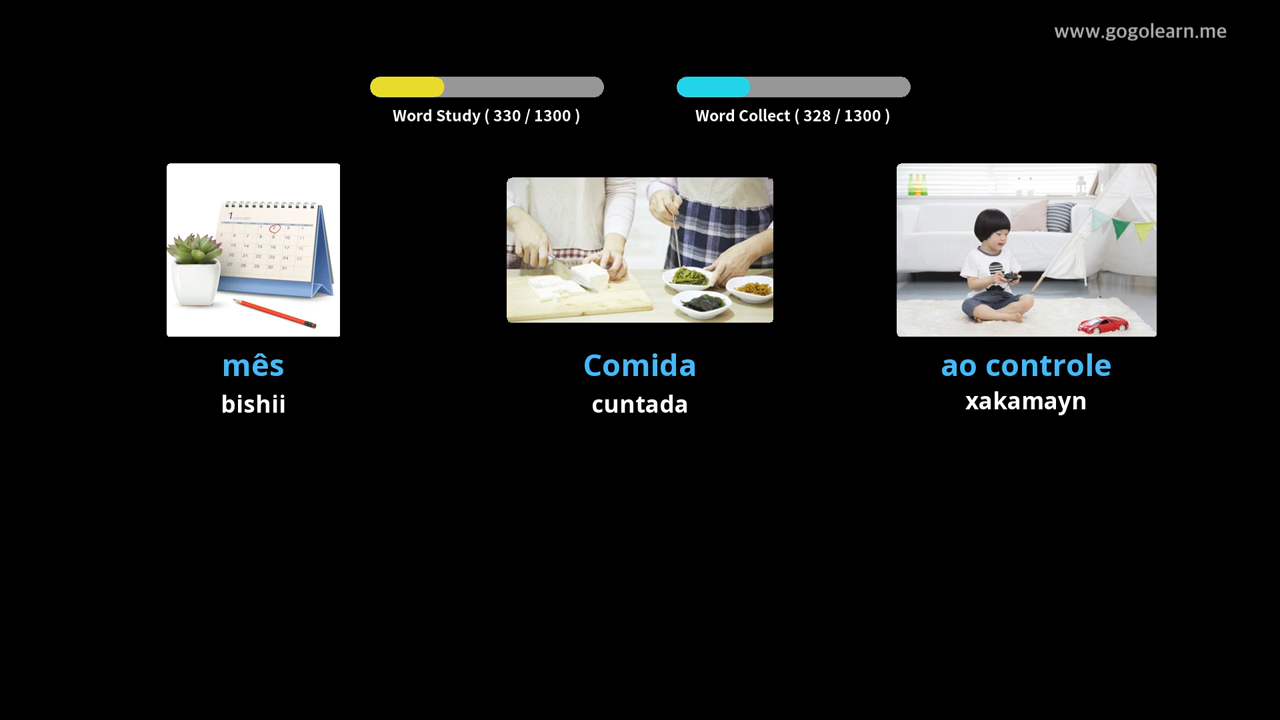 www.gogolearn.me
Word Study ( 330 / 1300 )
Word Collect ( 328 / 1300 )
mês
bishii
Comida
cuntada
ao controle
xakamayn